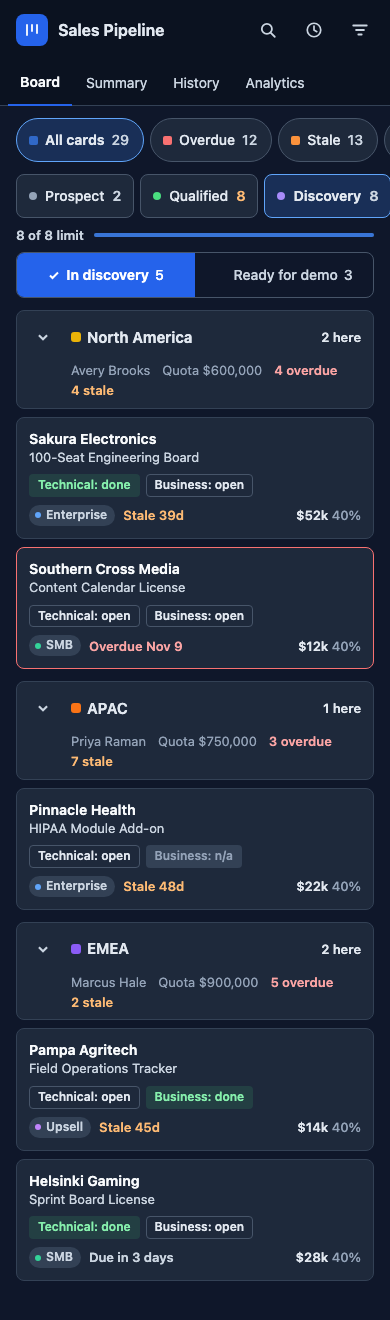 Sales Pipeline
Board Summary History Analytics
All cards 29 Overdue 12 Stale 13
Prospect 2 Qualified 8 Discovery 8
8 of 8 limit
✓ In discovery 5 Ready for demo 3
North America 2 here
Avery Brooks Quota $600,000 4 overdue
4 stale
Sakura Electronics
100-Seat Engineering Board
Technical: done Business: open
Enterprise Stale 39d $52k 40%
Southern Cross Media
Content Calendar License
Technical: open Business: open
SMB Overdue Nov 9 $12k 40%
APAC 1 here
Priya Raman Quota $750,000 3 overdue
7 stale
Pinnacle Health
HIPAA Module Add-on
Technical: open Business: n/a
Enterprise Stale 48d $22k 40%
EMEA 2 here
Marcus Hale Quota $900,000 5 overdue
2 stale
Pampa Agritech
Field Operations Tracker
Technical: open Business: done
Upsell Stale 45d $14k 40%
Helsinki Gaming
Sprint Board License
Technical: done Business: open
SMB Due in 3 days $28k 40%